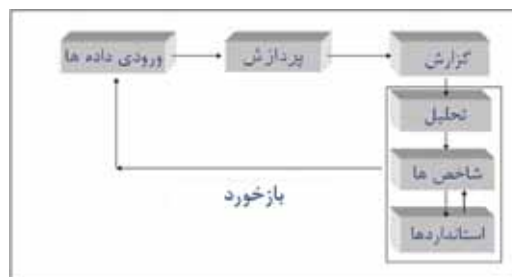 ورودی داده ها
پردازش
گزارش
تحلیل
شاخص ها
استانداردها
بازخورد